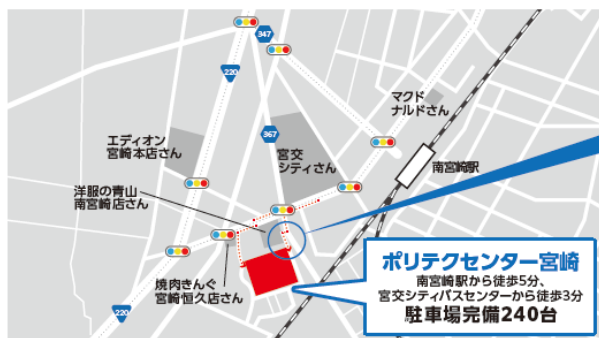 347
220
マクド
ナルドさん
エディオン
宮崎本店さん
367
宮交
シティさん
南宮崎駅
洋服の青山
南宮崎店さん
220
焼肉きんぐ
宮崎恒久店さん
ポリテクセンター宮崎
南宮崎駅から徒歩5分、
宮交シティバスセンターから徒歩3分
駐車場完備240台